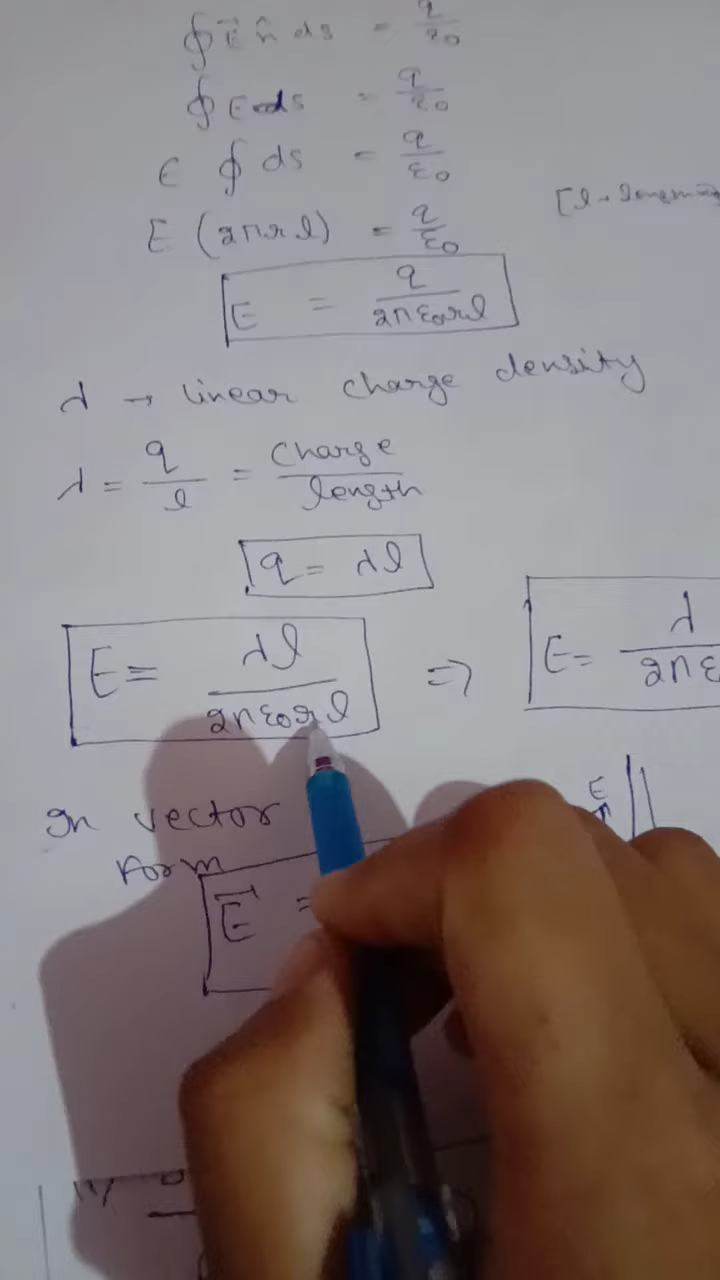 ∮ E⃗ n̂ ds = q/ε0
∮ E ds = q/ε0
E ∮ ds = q/ε0
E (2πrl) = q/ε0
[l →
E = q/2πε0rl
λ → linear charge density
λ = q/l = charge/length
q = λl
E = λl/2πε0rl ⇒ E = λ/2πε
In vector
form
E
E⃗ =